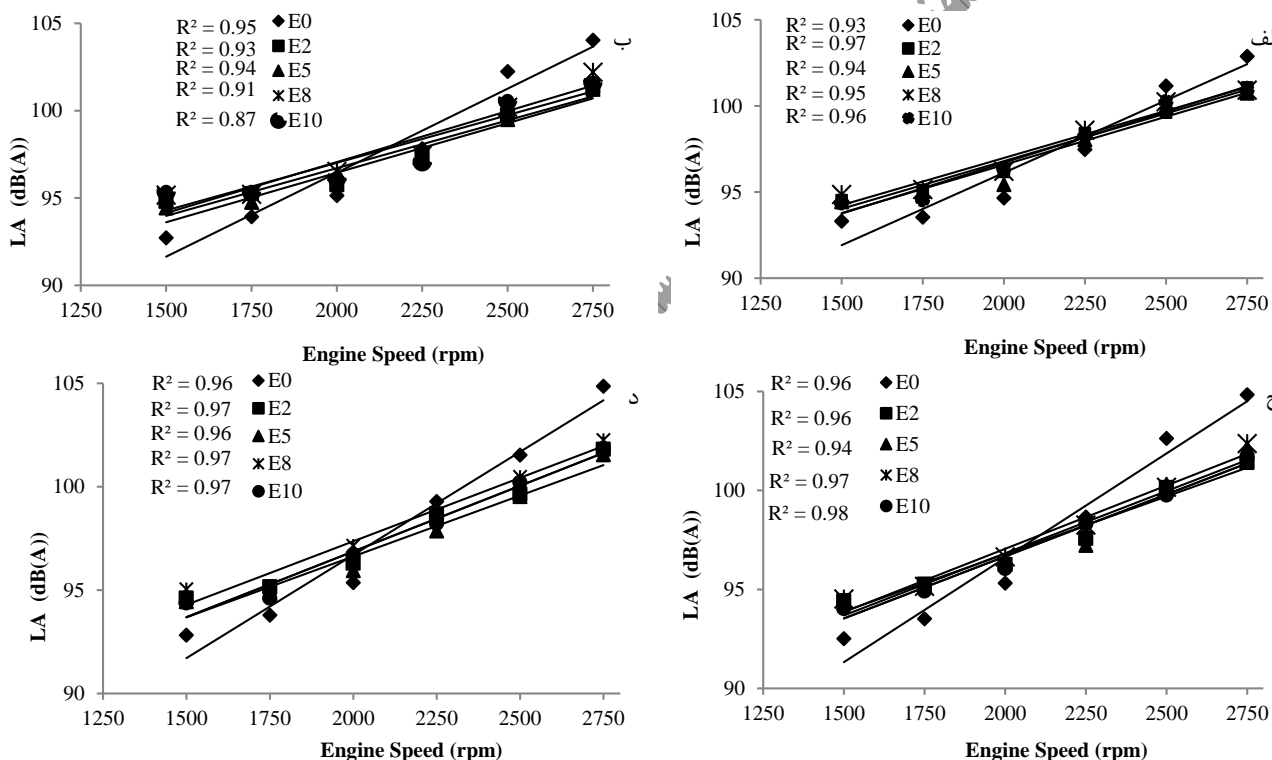 ب
105
100
95
90
LA (dB(A))
R² = 0.95
R² = 0.93
R² = 0.94
R² = 0.91
R² = 0.87
E0
E2
E5
E8
E10
1250 1500 1750 2000 2250 2500 2750
Engine Speed (rpm)
الف
105
100
95
90
LA (dB(A))
R² = 0.93
R² = 0.97
R² = 0.94
R² = 0.95
R² = 0.96
E0
E2
E5
E8
E10
1250 1500 1750 2000 2250 2500 2750
Engine Speed (rpm)
د
105
100
95
90
LA (dB(A))
R² = 0.96
R² = 0.97
R² = 0.96
R² = 0.97
R² = 0.97
E0
E2
E5
E8
E10
1250 1500 1750 2000 2250 2500 2750
Engine Speed (rpm)
ج
105
100
95
90
LA (dB(A))
R² = 0.96
R² = 0.96
R² = 0.94
R² = 0.97
R² = 0.98
E0
E2
E5
E8
E10
1250 1500 1750 2000 2250 2500 2750
Engine Speed (rpm)